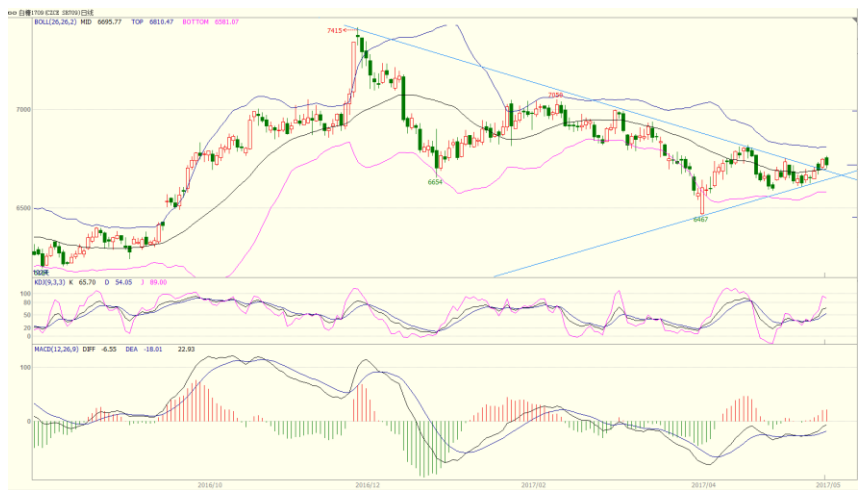 白糖1709(CZCE SR709)日线
BOLL(26,26,2) MID 6695.77 TOP 6810.47 BOTTOM 6581.07
7415
7000
7056
6654
6500
6467
KDJ(9,3,3) K 65.70 D 54.05 J 89.00
100
80
50
20
0
MACD(12,26,9) DIFF -6.55 DEA -18.01 22.93
100
0
2016/10 2016/12 2017/02 2017/04 2017/05